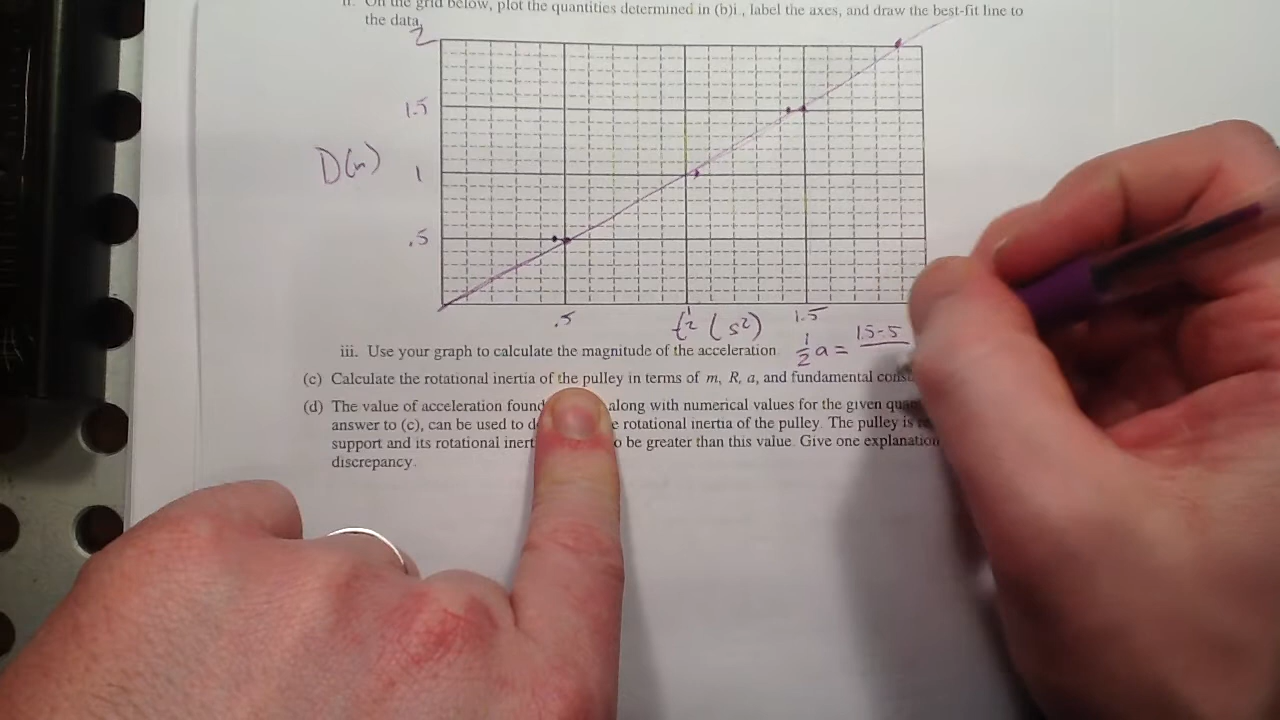 ii. On the grid below, plot the quantities determined in (b)i., label the axes, and draw the best-fit line to
the data.
2
1.5
D(m)
1
.5
.5
1
1.5
t² (s²)
iii. Use your graph to calculate the magnitude of the acceleration
½a = 1.5-.5
(c) Calculate the rotational inertia of the pulley in terms of m, R, a, and fundamental
(d) The value of acceleration found along with numerical values for the given
answer to (c), can be used to rotational inertia of the pulley. The pulley is
support and its rotational be greater than this value. Give one explanation
discrepancy.